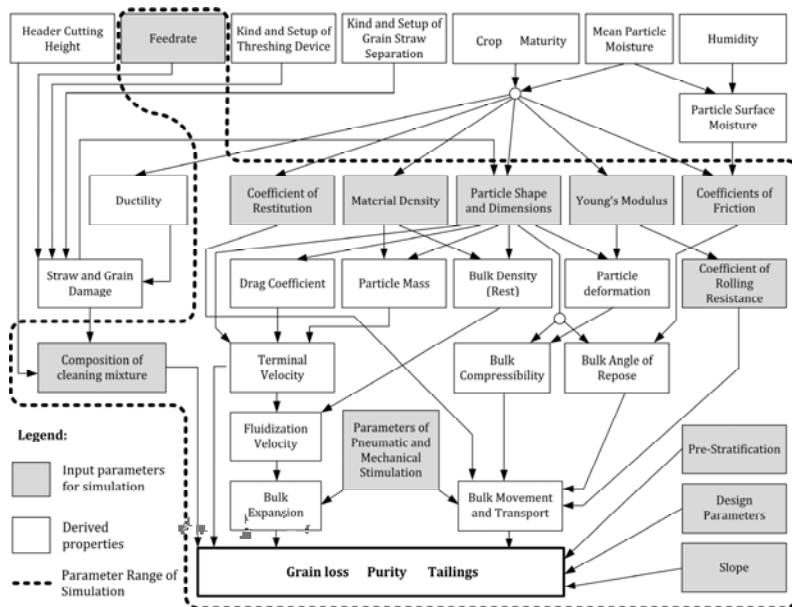 Header Cutting
Height
Feedrate
Kind and Setup of
Threshing Device
Kind and Setup of
Grain Straw
Separation
Crop Maturity
Mean Particle
Moisture
Humidity
Particle Surface
Moisture
Ductility
Coefficient of
Restitution
Material Density
Particle Shape
and Dimensions
Young's Modulus
Coefficients of
Friction
Straw and Grain
Damage
Drag Coefficient
Particle Mass
Bulk Density
(Rest)
Particle
deformation
Coefficient of
Rolling
Resistance
Composition of
cleaning mixture
Terminal
Velocity
Bulk
Compressibility
Bulk Angle of
Repose
Fluidization
Velocity
Parameters of
Pneumatic and
Mechanical
Stimulation
Pre-Stratification
Bulk
Expansion
Bulk Movement
and Transport
Design
Parameters
Grain loss Purity Tailings
Slope
Legend:
Input parameters
for simulation
Derived
properties
Parameter Range of
Simulation